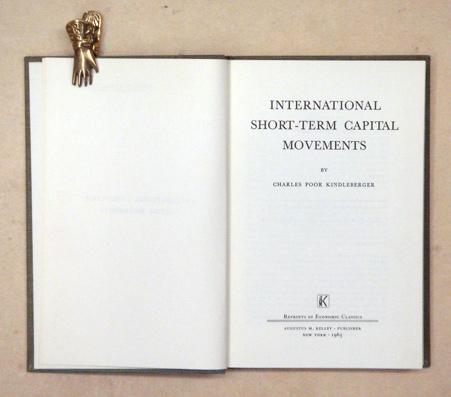 INTERNATIONAL
SHORT-TERM CAPITAL
MOVEMENTS
BY
CHARLES POOR KINDLEBERGER
K
REPRINTS OF ECONOMIC CLASSICS
AUGUSTUS M. KELLEY · PUBLISHER
NEW YORK · 1965